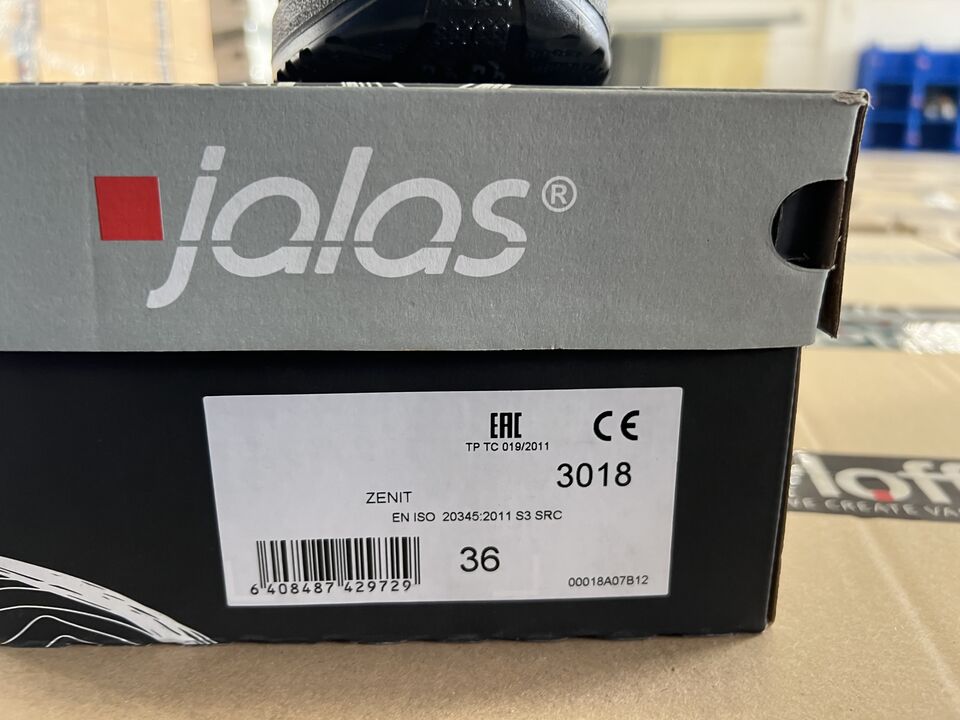 jalas®
EAC CE
TP TC 019/2011
3018
ZENIT
EN ISO 20345:2011 S3 SRC
36
6 408487 429729
00018A07B12